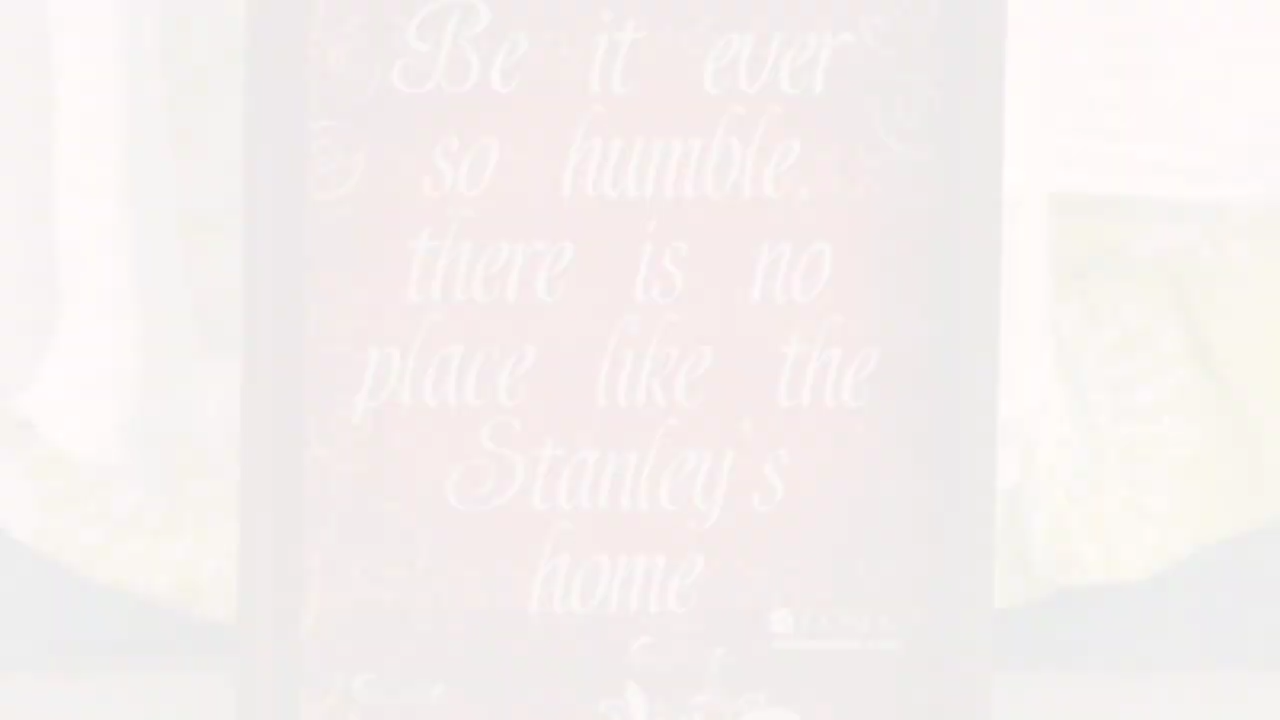 Be it ever
so humble,
there is no
place like the
Stanley's
home